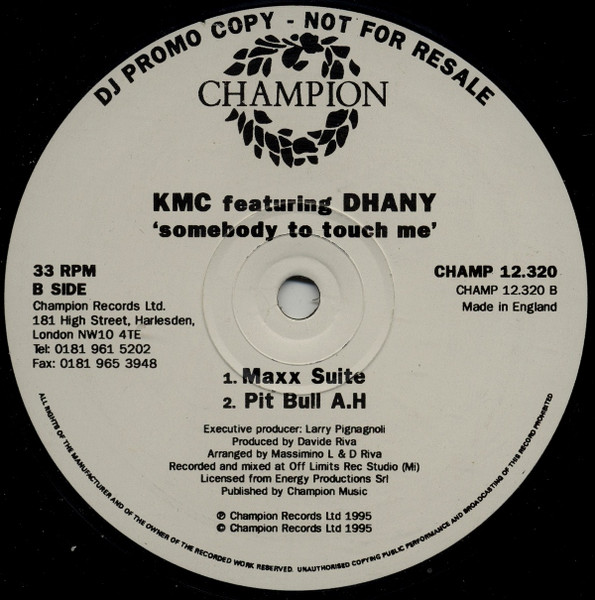 DJ PROMO COPY - NOT FOR RESALE
CHAMPION
KMC featuring DHANY
'somebody to touch me'
33 RPM
B SIDE
Champion Records Ltd.
181 High Street, Harlesden,
London NW10 4TE
Tel: 0181 961 5202
Fax: 0181 965 3948
CHAMP 12.320
CHAMP 12.320 B
Made in England
1. Maxx Suite
2. Pit Bull A.H
Executive producer: Larry Pignagnoli
Produced by Davide Riva
Arranged by Massimino L & D Riva
Recorded and mixed at Off Limits Rec Studio (Mi)
Licensed from Energy Productions Srl
Published by Champion Music
℗ Champion Records Ltd 1995
© Champion Records Ltd 1995
ALL RIGHTS OF THE MANUFACTURER AND OF THE OWNER OF THE RECORDED WORK RESERVED. UNAUTHORISED COPYING PUBLIC PERFORMANCE AND BROADCASTING OF THIS RECORD PROHIBITED